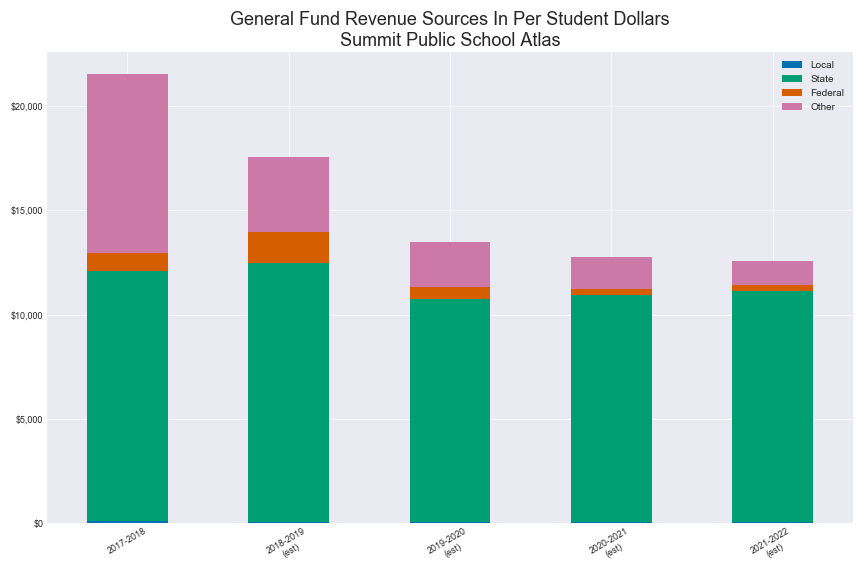 General Fund Revenue Sources In Per Student Dollars
Summit Public School Atlas
Local
State
Federal
Other
$20,000
$15,000
$10,000
$5,000
$0
2017-2018
2018-2019
(est)
2019-2020
(est)
2020-2021
(est)
2021-2022
(est)